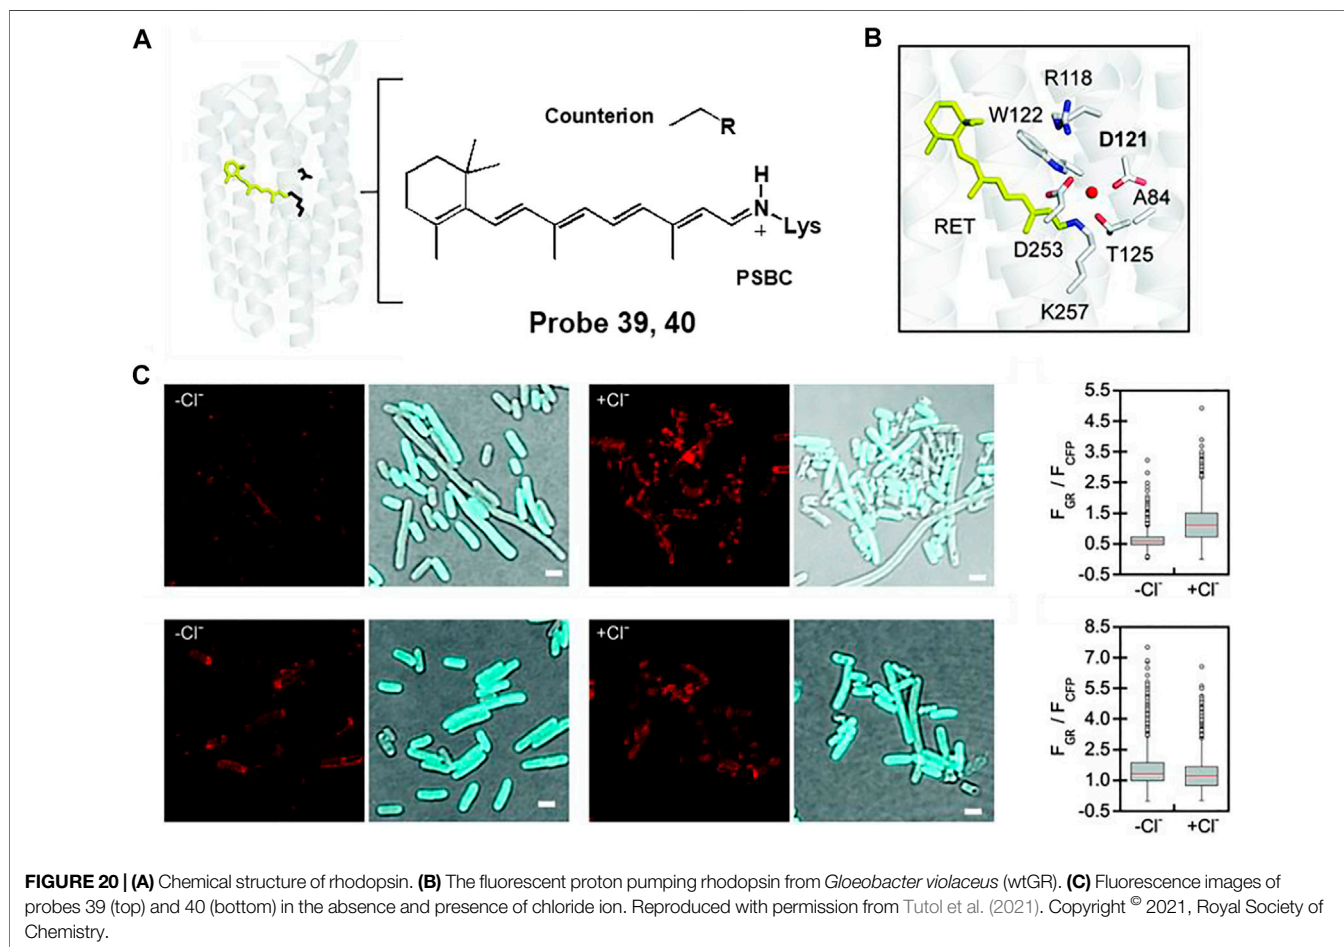 A
Counterion
R
H
N
+
Lys
PSBC
Probe 39, 40
B
R118
W122
D121
A84
RET
D253
T125
K257
C
-Cl⁻
+Cl⁻
5.5
4.5
3.5
2.5
1.5
0.5
-0.5
F_GR / F_CFP
-Cl⁻ +Cl⁻
-Cl⁻
+Cl⁻
8.5
7.0
5.5
4.0
2.5
1.0
-0.5
F_GR / F_CFP
-Cl⁻ +Cl⁻
FIGURE 20 | (A) Chemical structure of rhodopsin. (B) The fluorescent proton pumping rhodopsin from Gloeobacter violaceus (wtGR). (C) Fluorescence images of
probes 39 (top) and 40 (bottom) in the absence and presence of chloride ion. Reproduced with permission from Tutol et al. (2021). Copyright © 2021, Royal Society of
Chemistry.